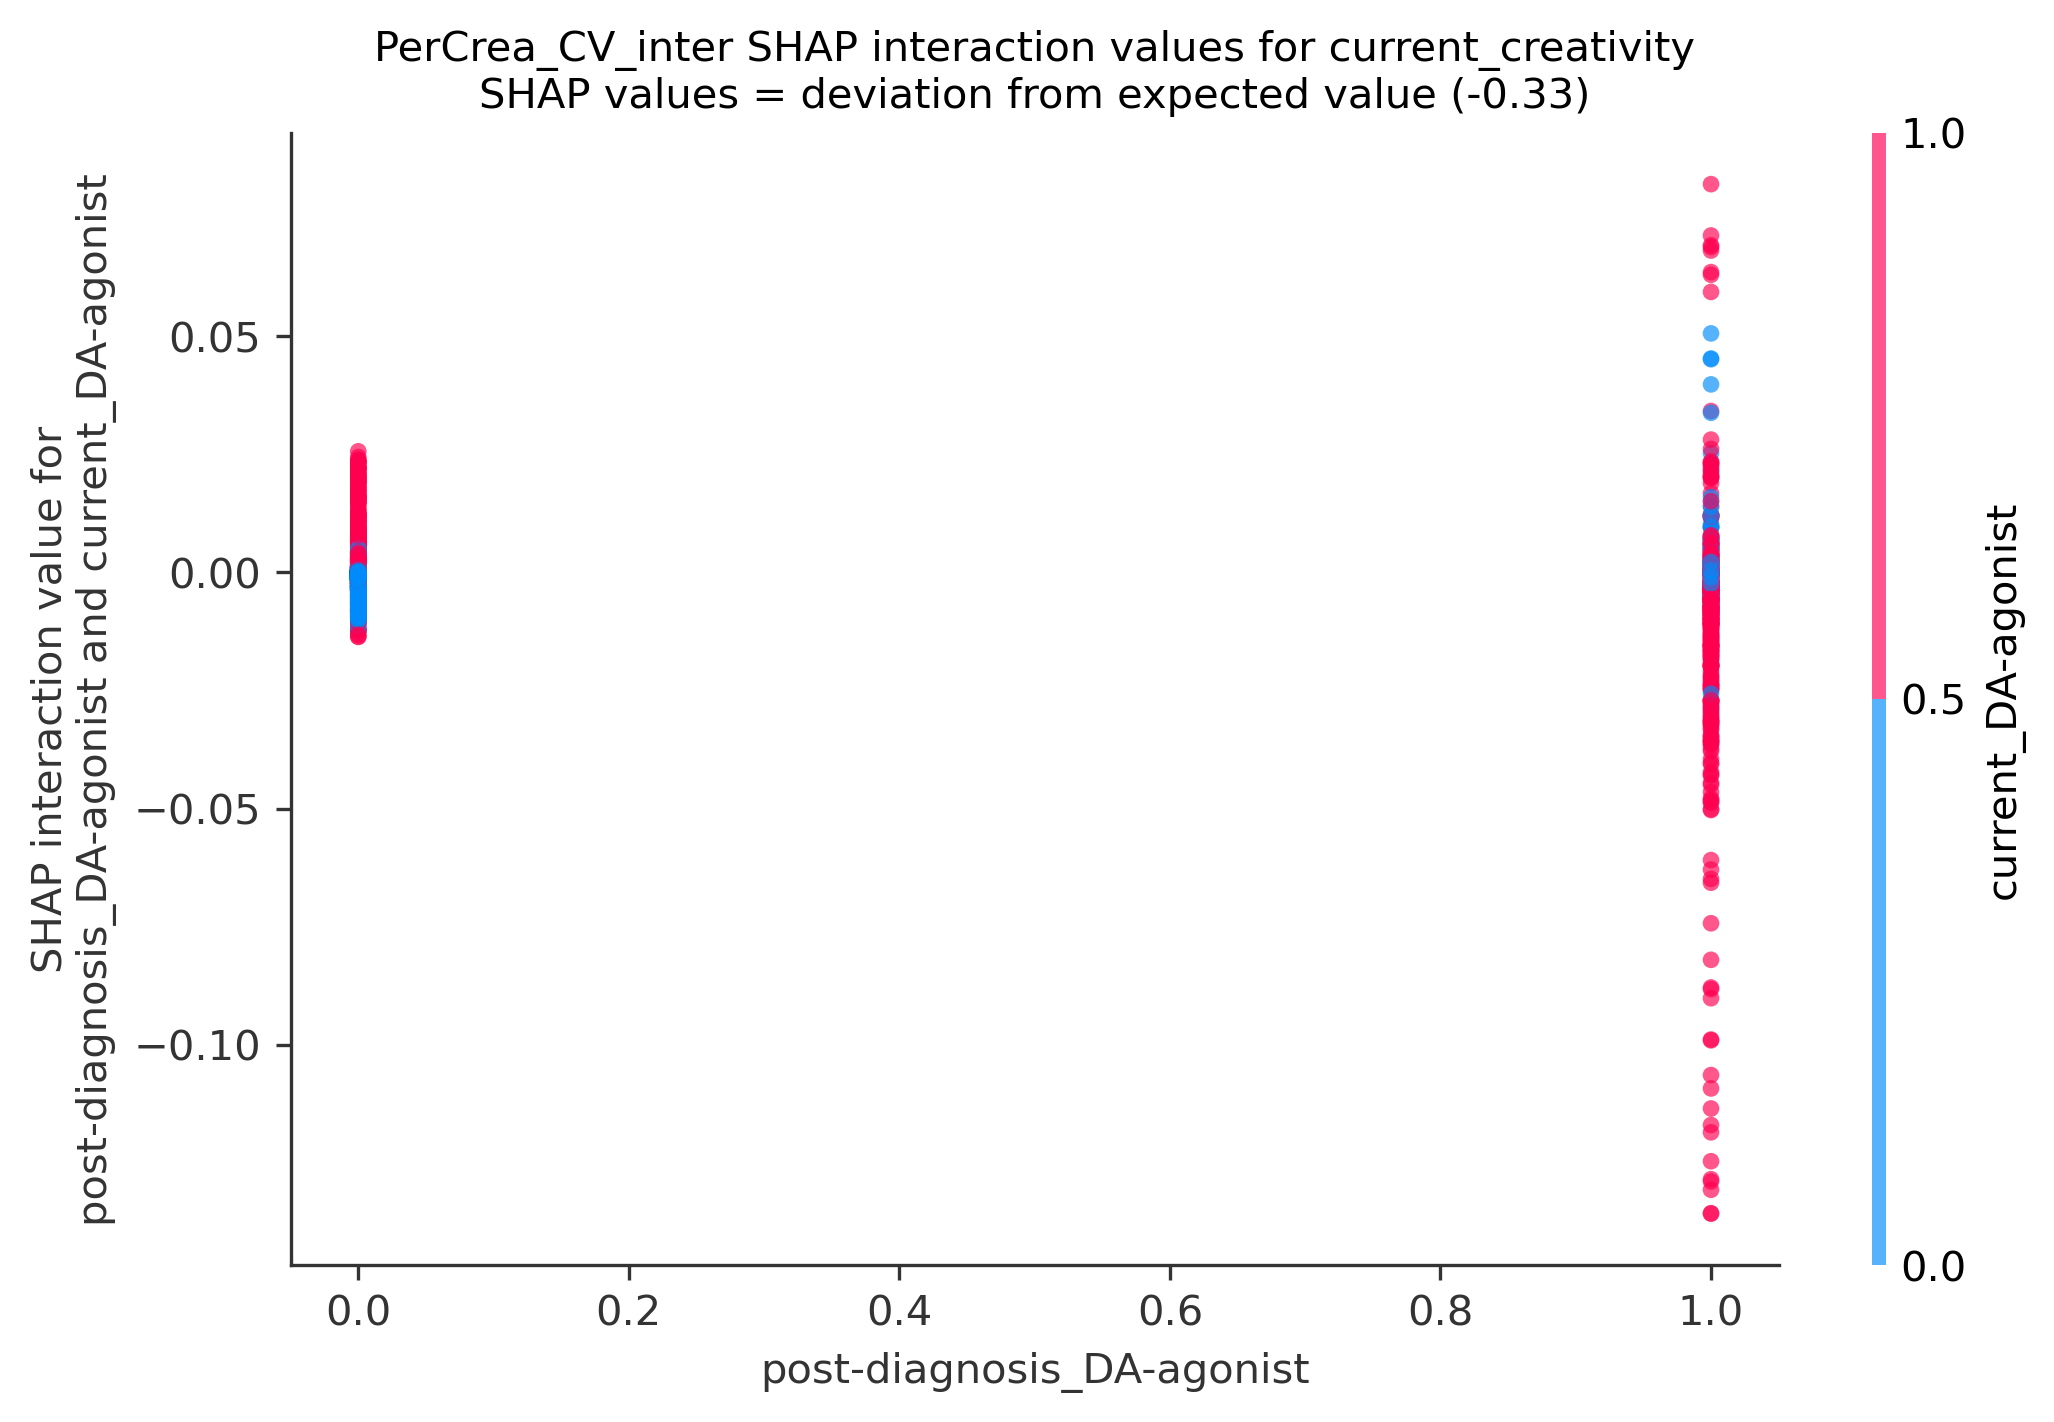 PerCrea_CV_inter SHAP interaction values for current_creativity
SHAP values = deviation from expected value (-0.33)
SHAP interaction value for
post-diagnosis_DA-agonist and current_DA-agonist
0.05
0.00
−0.05
−0.10
0.0
0.2
0.4
0.6
0.8
1.0
post-diagnosis_DA-agonist
1.0
0.5
0.0
current_DA-agonist